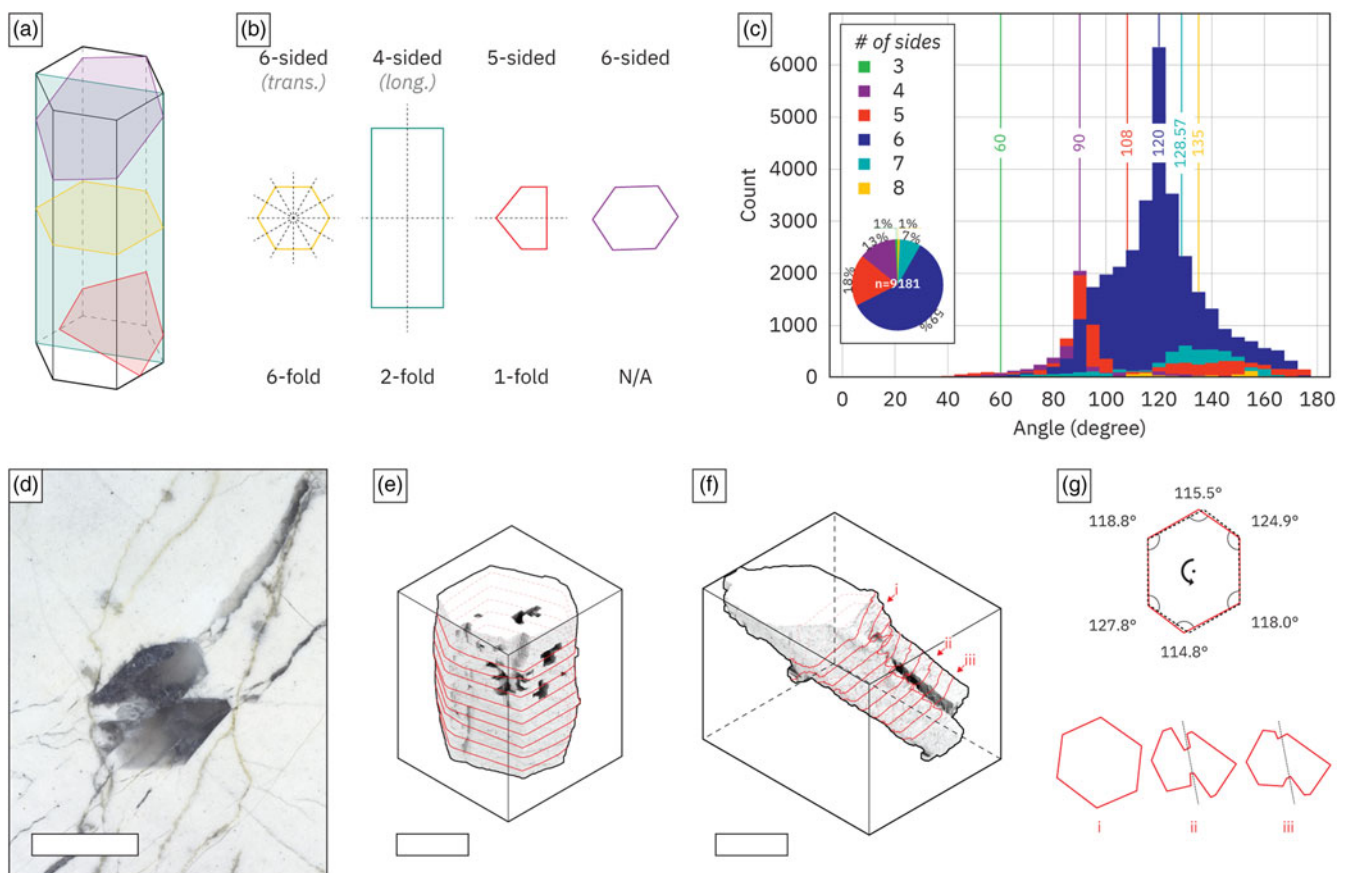 (a)
(b)
6-sided
(trans.)
4-sided
(long.)
5-sided
6-sided
6-fold
2-fold
1-fold
N/A
(c)
# of sides
3
4
5
6
7
8
1%
1%
7%
13%
18%
59%
n=9181
60
90
108
120
128.57
135
Count
6000
5000
4000
3000
2000
1000
0
0 20 40 60 80 100 120 140 160 180
Angle (degree)
(d)
(e)
(f)
i
ii
iii
(g)
115.5°
118.8°
124.9°
127.8°
118.0°
114.8°
i
ii
iii